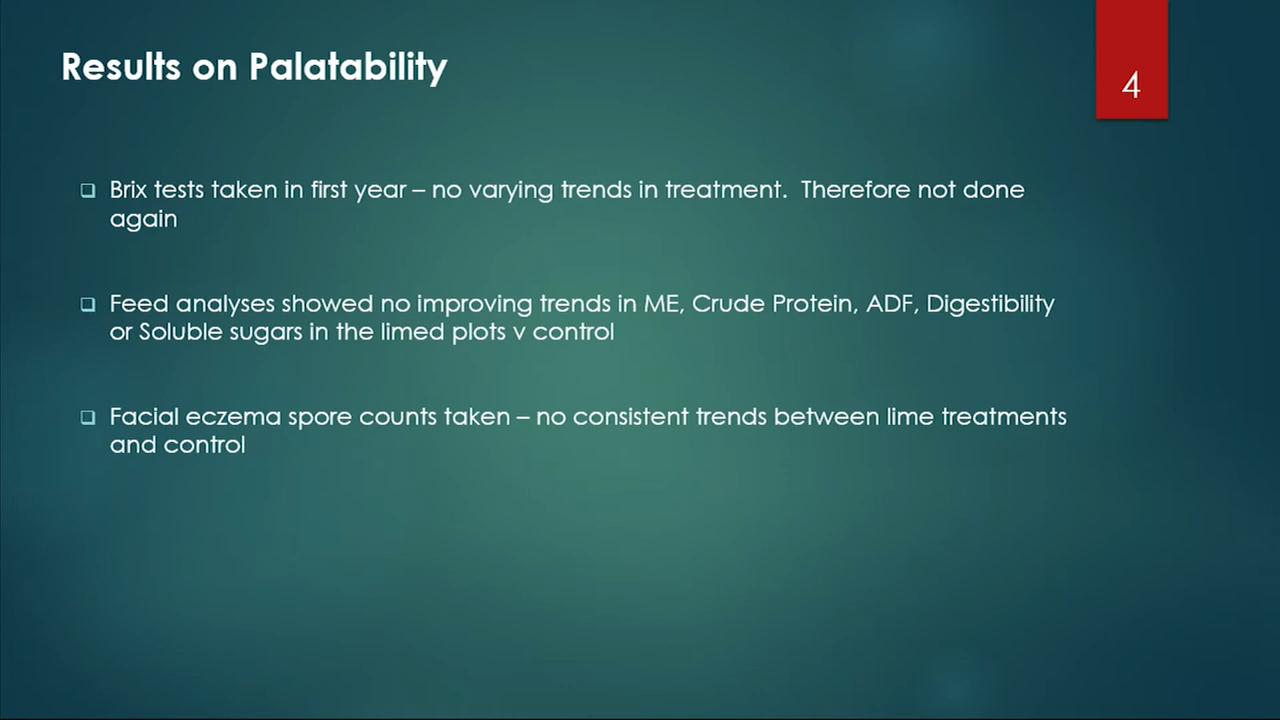 Results on Palatability
4
❑ Brix tests taken in first year – no varying trends in treatment.  Therefore not done
again
❑ Feed analyses showed no improving trends in ME, Crude Protein, ADF, Digestibility
or Soluble sugars in the limed plots v control
❑ Facial eczema spore counts taken – no consistent trends between lime treatments
and control